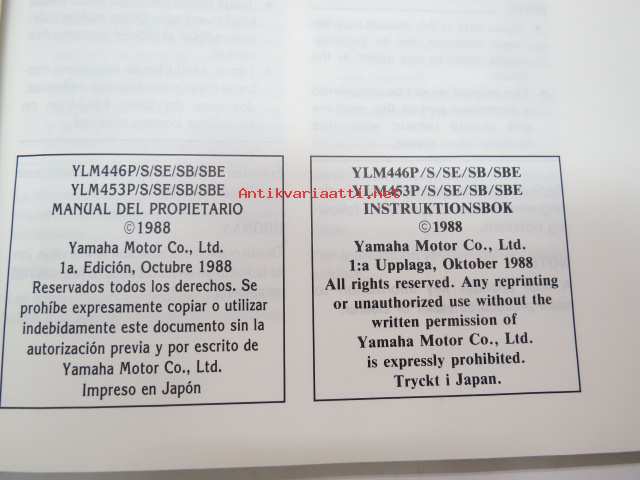 YLM446P/S/SE/SB/SBE
YLM453P/S/SE/SB/SBE
MANUAL DEL PROPIETARIO
©1988
Yamaha Motor Co., Ltd.
1a. Edición, Octubre 1988
Reservados todos los derechos. Se
prohíbe expresamente copiar o utilizar
indebidamente este documento sin la
autorización previa y por escrito de
Yamaha Motor Co., Ltd.
Impreso en Japón
YLM446P/S/SE/SB/SBE
YLM453P/S/SE/SB/SBE
INSTRUKTIONSBOK
©1988
Yamaha Motor Co., Ltd.
1:a Upplaga, Oktober 1988
All rights reserved. Any reprinting
or unauthorized use without the
written permission of
Yamaha Motor Co., Ltd.
is expressly prohibited.
Tryckt i Japan.
Antikvariaatti.net